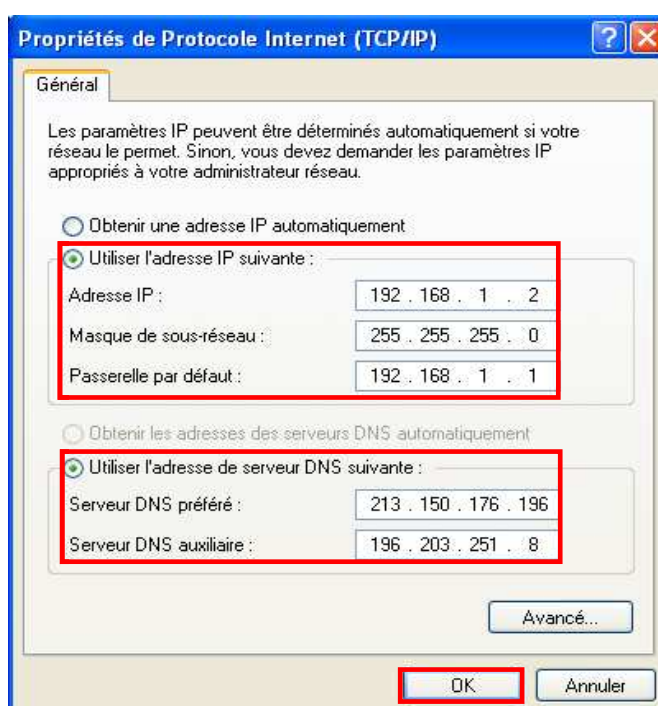 Propriétés de Protocole Internet (TCP/IP)
Général
Les paramètres IP peuvent être déterminés automatiquement si votre
réseau le permet. Sinon, vous devez demander les paramètres IP
appropriés à votre administrateur réseau.
Obtenir une adresse IP automatiquement
Utiliser l'adresse IP suivante :
Adresse IP : 192 . 168 . 1 . 2
Masque de sous-réseau : 255 . 255 . 255 . 0
Passerelle par défaut : 192 . 168 . 1 . 1
Obtenir les adresses des serveurs DNS automatiquement
Utiliser l'adresse de serveur DNS suivante :
Serveur DNS préféré : 213 . 150 . 176 . 196
Serveur DNS auxiliaire : 196 . 203 . 251 . 8
Avancé...
OK Annuler